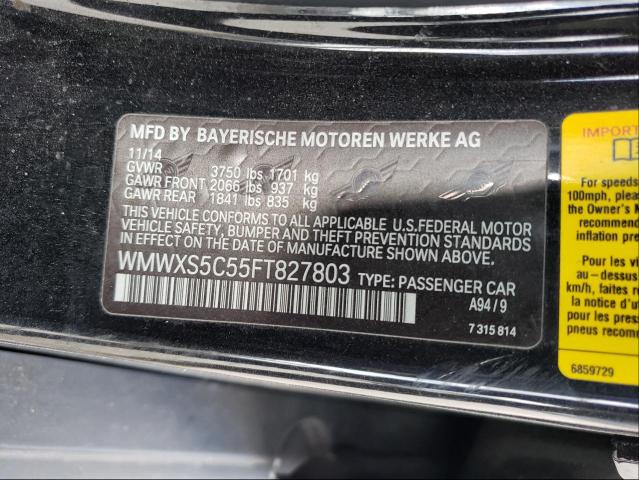 MFD BY BAYERISCHE MOTOREN WERKE AG
11/14
GVWR 3750 lbs 1701 kg
GAWR FRONT 2066 lbs 937 kg
GAWR REAR 1841 lbs 835 kg
THIS VEHICLE CONFORMS TO ALL APPLICABLE U.S.FEDERAL MOTOR
VEHICLE SAFETY, BUMPER AND THEFT PREVENTION STANDARDS
IN EFFECT ON THE DATE OF MANUFACTURE SHOWN ABOVE.
WMWXS5C55FT827803 TYPE: PASSENGER CAR
A94/9
7 315 814
IMPORT
For speeds
100mph, please
the Owner's M
recommend
inflation pre
Pour les
au-dessus
km/h, faites r
la notice d'u
pour les pres
pneus recom
6859729